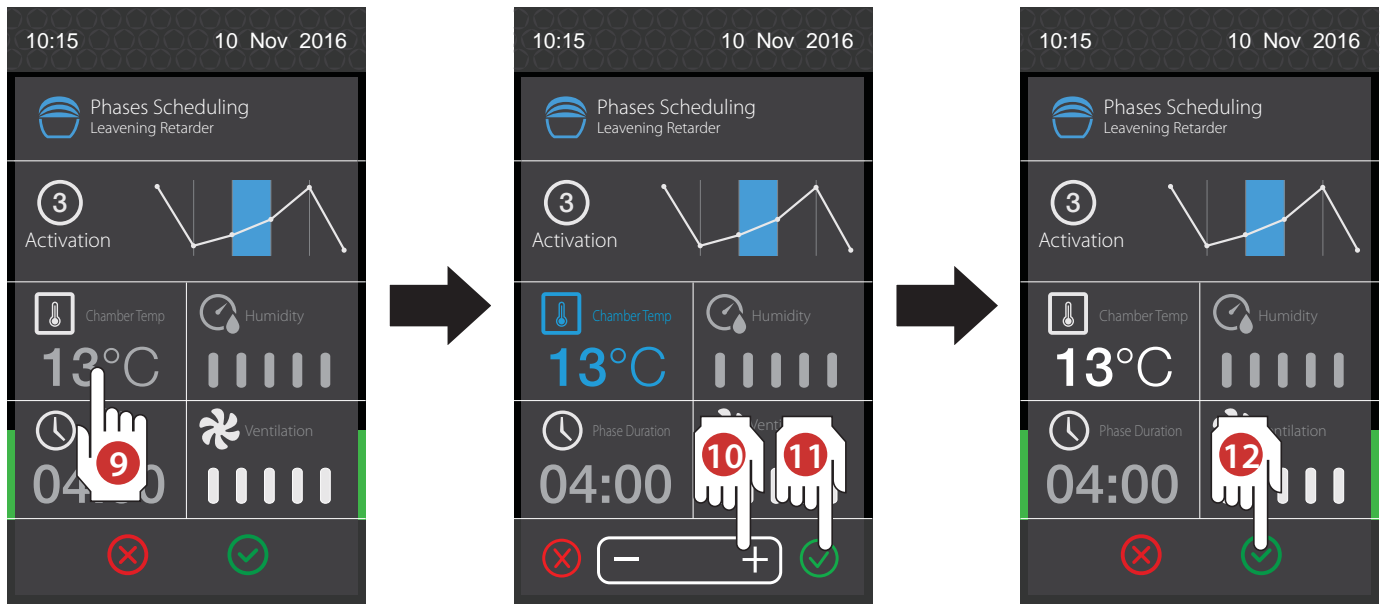 10:15 10 Nov 2016
Phases Scheduling
Leavening Retarder
3
Activation
Chamber Temp
Humidity
13°C
9
Ventilation
10:15 10 Nov 2016
Phases Scheduling
Leavening Retarder
3
Activation
Chamber Temp
Humidity
13°C
Phase Duration
10
11
04:00
− +
10:15 10 Nov 2016
Phases Scheduling
Leavening Retarder
3
Activation
Chamber Temp
Humidity
13°C
Phase Duration
12
04:00